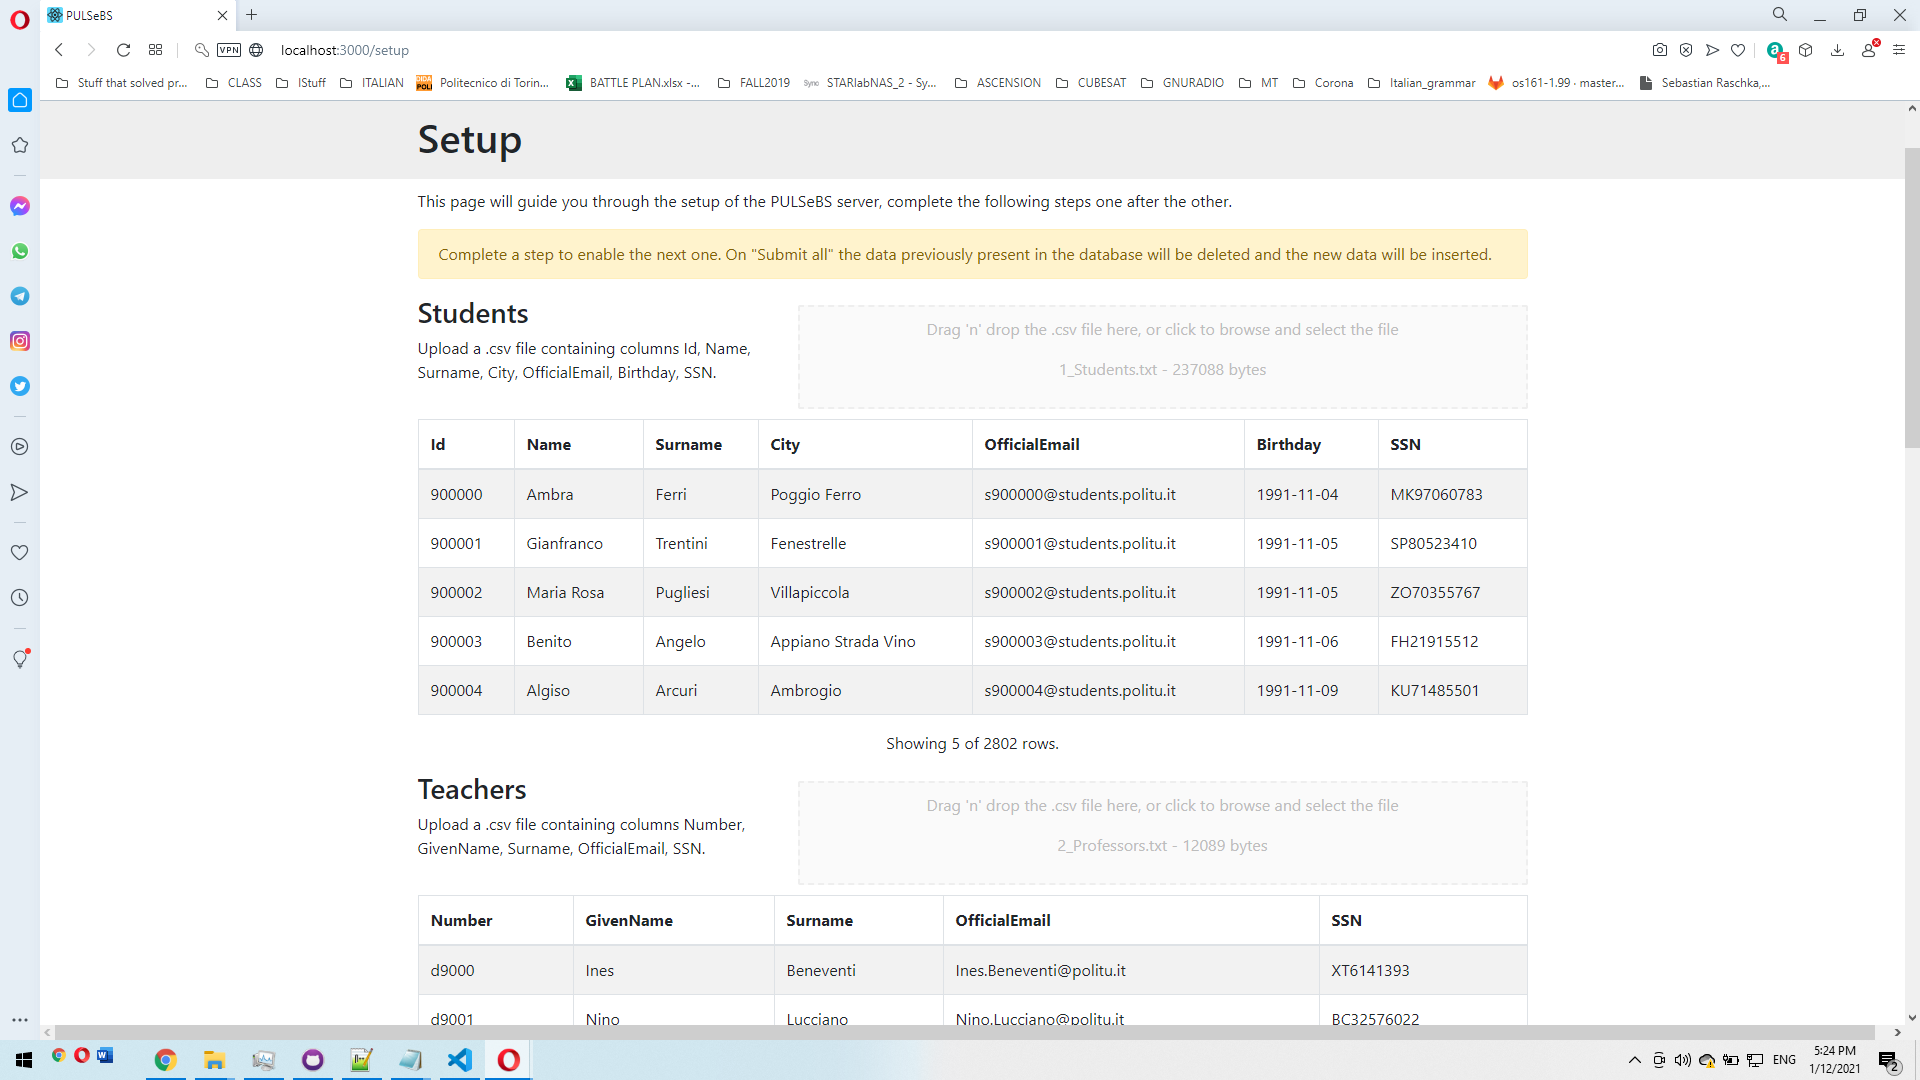 PULSeBS
VPN
localhost:3000/setup
6
Stuff that solved pr...
CLASS
IStuff
ITALIAN
DIDA
POLI
Politecnico di Torin...
BATTLE PLAN.xlsx -...
FALL2019
Sync
STARlabNAS_2 - Sy...
ASCENSION
CUBESAT
GNURADIO
MT
Corona
Italian_grammar
os161-1.99 · master...
Sebastian Raschka,...
Setup
This page will guide you through the setup of the PULSeBS server, complete the following steps one after the other.
Complete a step to enable the next one. On "Submit all" the data previously present in the database will be deleted and the new data will be inserted.
Students
Upload a .csv file containing columns Id, Name,
Surname, City, OfficialEmail, Birthday, SSN.
Drag 'n' drop the .csv file here, or click to browse and select the file
1_Students.txt - 237088 bytes
Id Name Surname City OfficialEmail Birthday SSN
900000 Ambra Ferri Poggio Ferro s900000@students.politu.it 1991-11-04 MK97060783
900001 Gianfranco Trentini Fenestrelle s900001@students.politu.it 1991-11-05 SP80523410
900002 Maria Rosa Pugliesi Villapiccola s900002@students.politu.it 1991-11-05 ZO70355767
900003 Benito Angelo Appiano Strada Vino s900003@students.politu.it 1991-11-06 FH21915512
900004 Algiso Arcuri Ambrogio s900004@students.politu.it 1991-11-09 KU71485501
Showing 5 of 2802 rows.
Teachers
Upload a .csv file containing columns Number,
GivenName, Surname, OfficialEmail, SSN.
Drag 'n' drop the .csv file here, or click to browse and select the file
2_Professors.txt - 12089 bytes
Number GivenName Surname OfficialEmail SSN
d9000 Ines Beneventi Ines.Beneventi@politu.it XT6141393
d9001 Nino Lucciano Nino.Lucciano@politu.it BC32576022
ENG
5:24 PM
1/12/2021
2